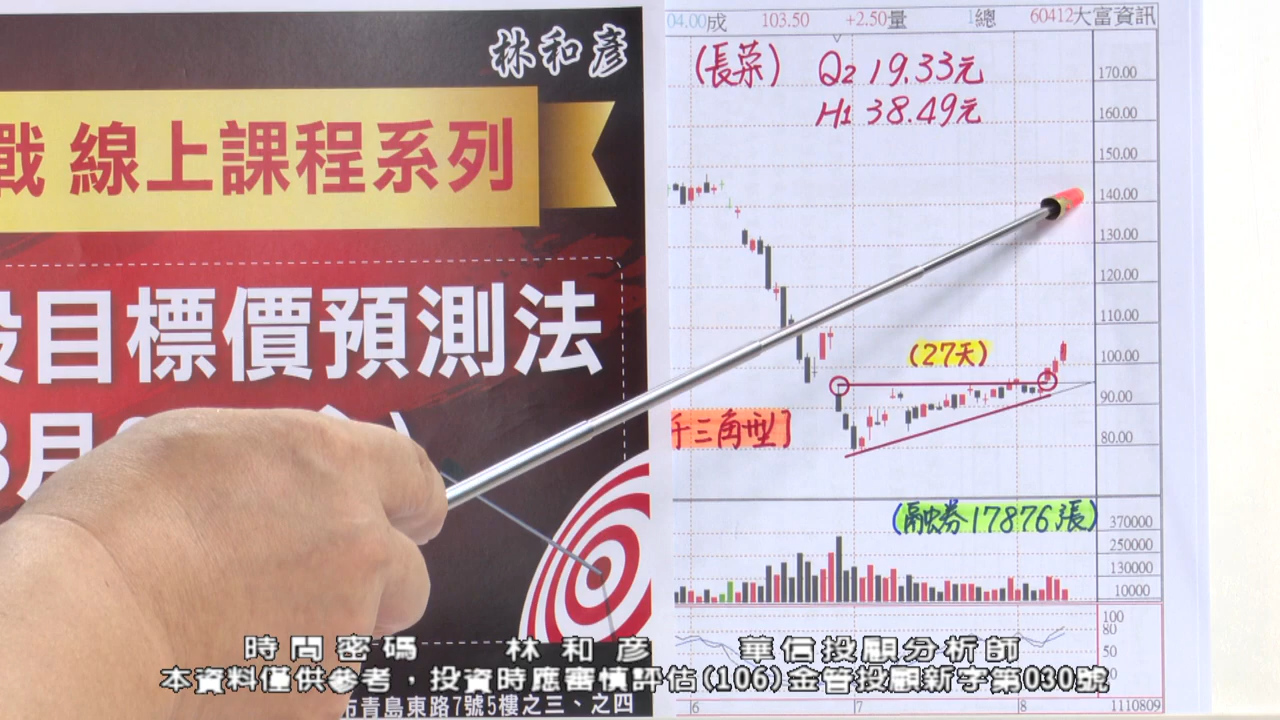 林和彥
戰 線上課程系列
目標價預測法
月
04.00成 103.50 +2.50量 1總 60412大富資訊
(長榮) Q2 19.33元
H1 38.49元
170.00
160.00
150.00
140.00
130.00
120.00
110.00
100.00
90.00
80.00
(27天)
三角型]
(融券17876張)
370000
250000
130000
10000
100
80
50
6 7 8 1110809
時間密碼 林和彥 華信投顧分析師
本資料僅供參考，投資時應審慎評估(106)金管投顧新字第030號
市青島東路7號5樓之三、之四